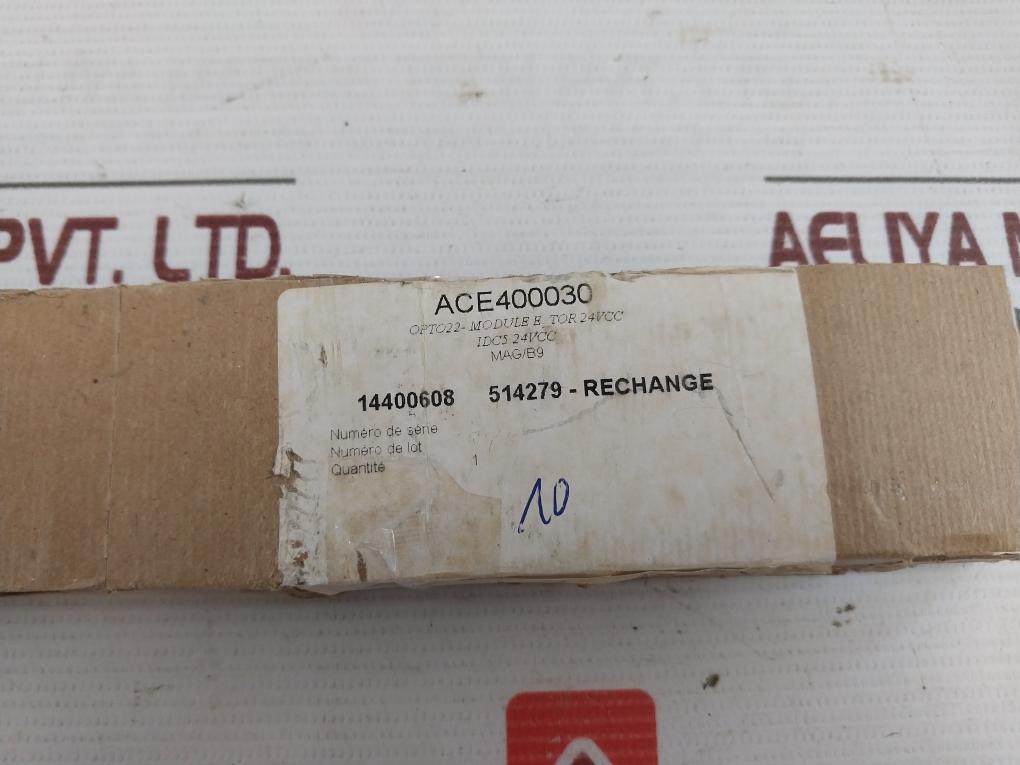 PVT. LTD.
AELIYA M
ACE400030
OPTO22- MODULE E_TOR 24VCC
IDC5 24VCC
MAG/B9
14400608 514279 - RECHANGE
Numéro de série
Numéro de lot
Quantité 1
10